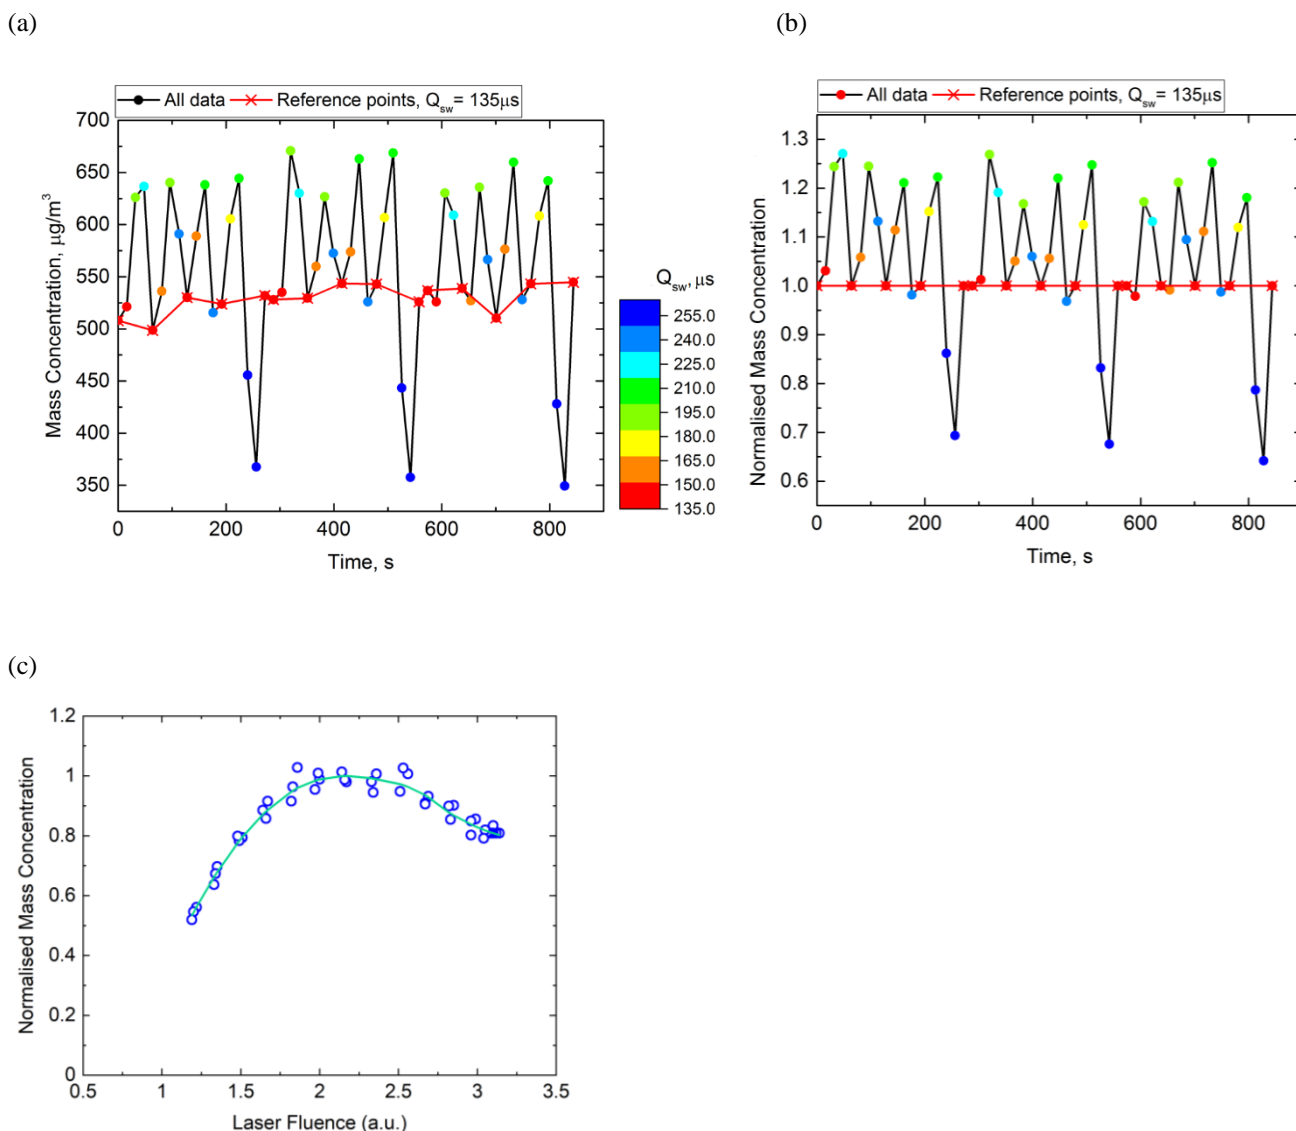 (a)
(b)
All data Reference points, Qsw= 135μs
700
650
600
550
500
450
400
350
Mass Concentration, μg/m³
0 200 400 600 800
Time, s
Qsw, μs
255.0
240.0
225.0
210.0
195.0
180.0
165.0
150.0
135.0
All data Reference points, Qsw= 135μs
1.3
1.2
1.1
1.0
0.9
0.8
0.7
0.6
Normalised Mass Concentration
0 200 400 600 800
Time, s
(c)
1.2
1
0.8
0.6
0.4
0.2
0
Normalised Mass Concentration
0.5 1 1.5 2 2.5 3 3.5
Laser Fluence (a.u.)